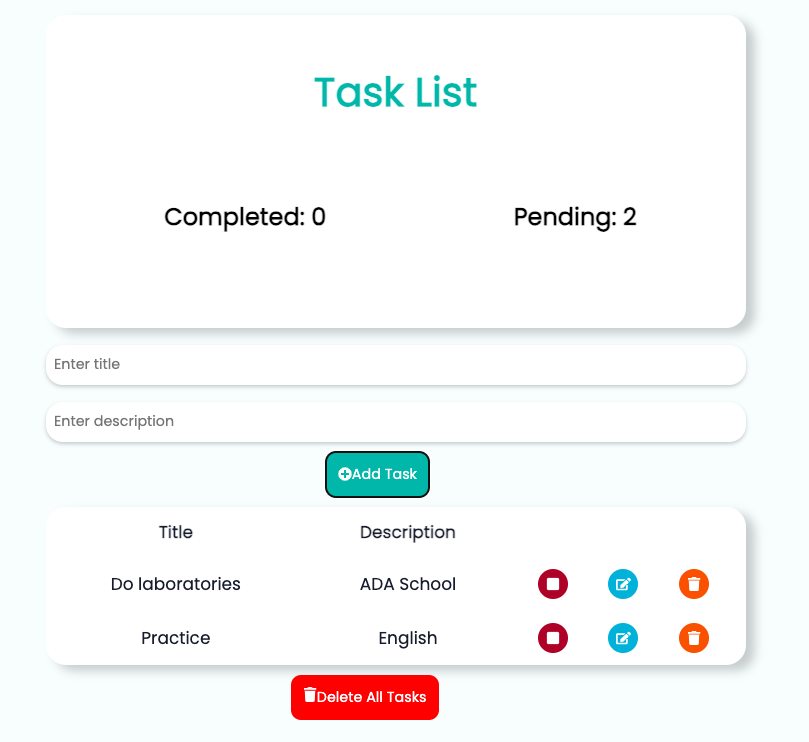 Task List
Completed: 0 Pending: 2
Enter title
Enter description
Add Task
Title Description
Do laboratories ADA School
Practice English
Delete All Tasks